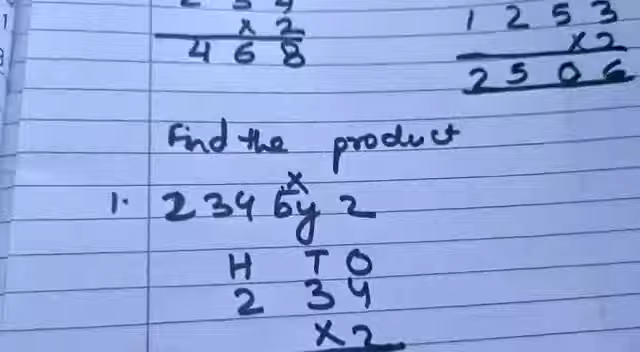 2 3 4
1 2 5 3
x 2
x 2
4 6 8
2 5 0 6
Find the product
x
1. 234 by 2
H T O
2 3 4
x 2